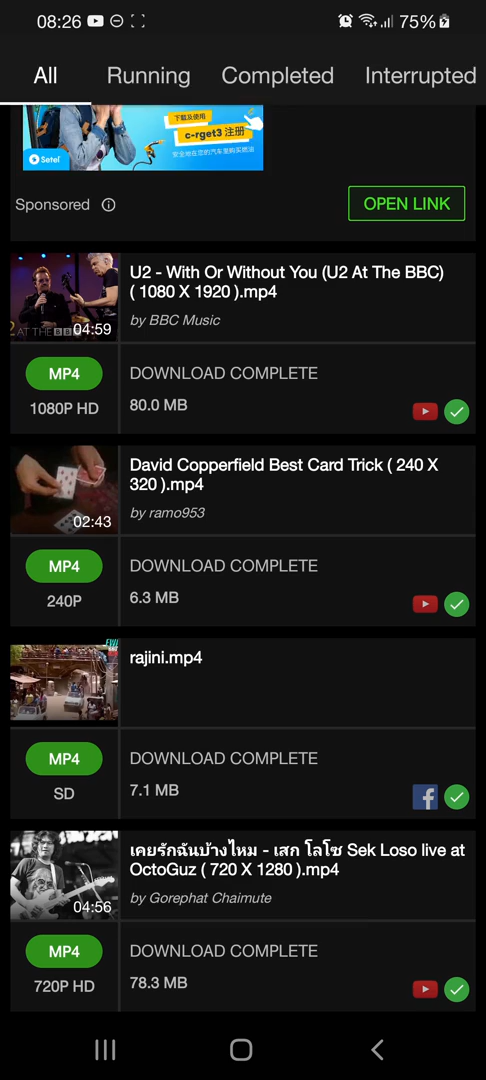 08:26
75%
All Running Completed Interrupted
下载及使用
c-rget3 注册
Setel
Sponsored
OPEN LINK
U2 - With Or Without You (U2 At The BBC)
( 1080 X 1920 ).mp4
by BBC Music
2 AT THE BBC
04:59
MP4
1080P HD
DOWNLOAD COMPLETE
80.0 MB
David Copperfield Best Card Trick ( 240 X
320 ).mp4
by ramo953
02:43
MP4
240P
DOWNLOAD COMPLETE
6.3 MB
rajini.mp4
MP4
SD
DOWNLOAD COMPLETE
7.1 MB
เคยรักฉันบ้างไหม - เสก โลโซ Sek Loso live at
OctoGuz ( 720 X 1280 ).mp4
by Gorephat Chaimute
04:56
MP4
720P HD
DOWNLOAD COMPLETE
78.3 MB